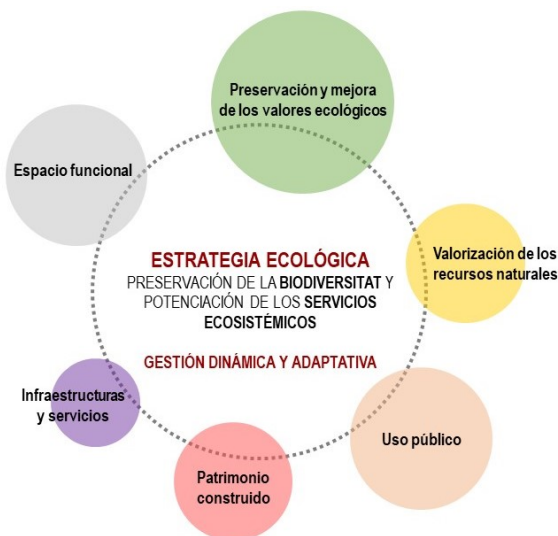 Preservación y mejora
de los valores ecológicos
Espacio funcional
Valorización de los
recursos naturales
ESTRATEGIA ECOLÓGICA
PRESERVACIÓN DE LA BIODIVERSITAT Y
POTENCIACIÓN DE LOS SERVICIOS
ECOSISTÉMICOS
GESTIÓN DINÁMICA Y ADAPTATIVA
Infraestructuras
y servicios
Uso público
Patrimonio
construido